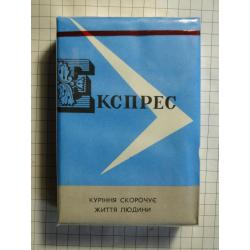 Експрес
КУРІННЯ СКОРОЧУЄ
ЖИТТЯ ЛЮДИНИ